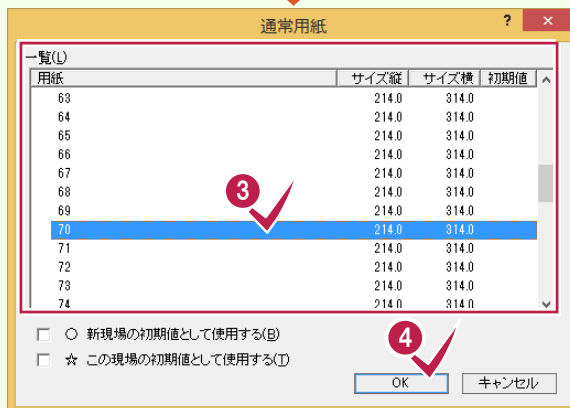 通常用紙 ? ×
一覧(L)
用紙 サイズ縦 サイズ横 初期値
63 214.0 314.0
64 214.0 314.0
65 214.0 314.0
66 214.0 314.0
67 214.0 314.0
68 214.0 314.0
3
69 214.0 314.0
70 214.0 314.0
71 214.0 314.0
72 214.0 314.0
73 214.0 314.0
74 214.0 314.0
○ 新現場の初期値として使用する(B)
4
☆ この現場の初期値として使用する(T)
OK キャンセル